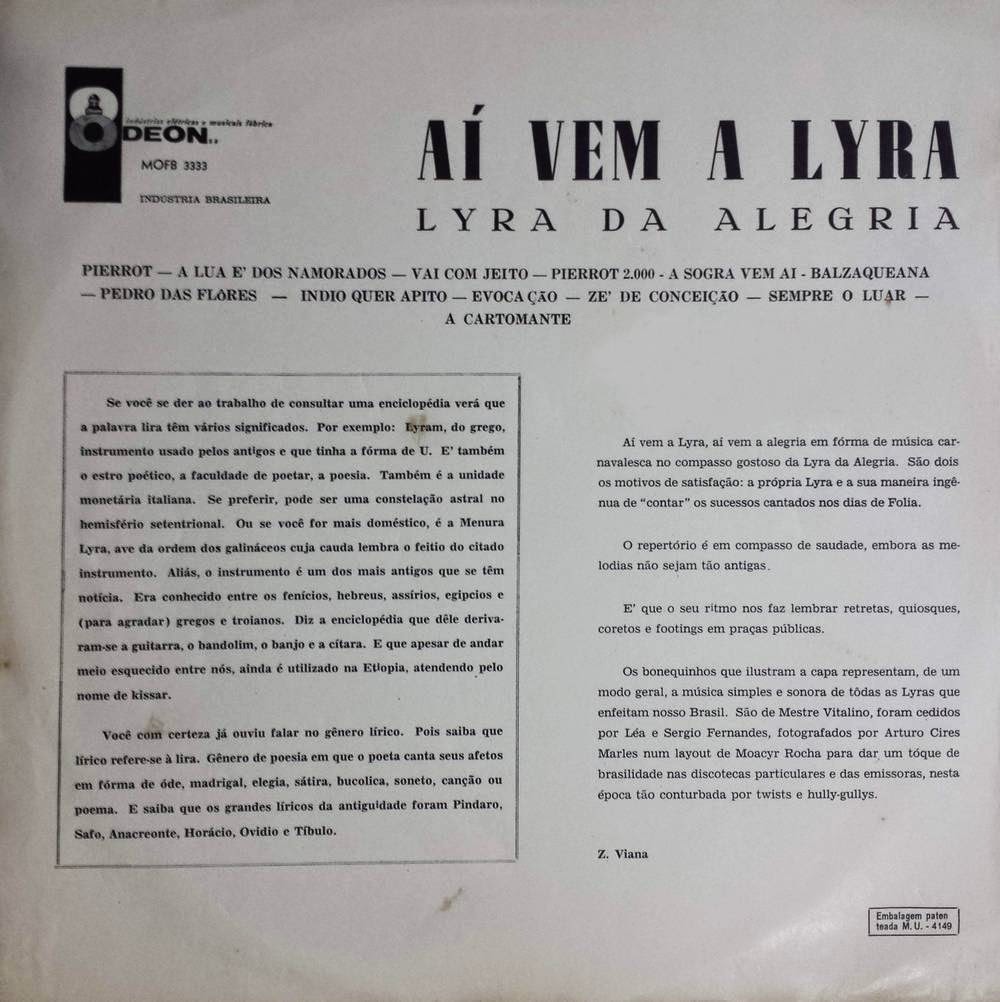 indústrias elétricas e musicais fábrica
ODEON..
MOFB 3333
INDÚSTRIA BRASILEIRA
AÍ VEM A LYRA
LYRA DA ALEGRIA
PIERROT — A LUA E' DOS NAMORADOS — VAI COM JEITO — PIERROT 2.000 - A SOGRA VEM AI - BALZAQUEANA
— PEDRO DAS FLÔRES — INDIO QUER APITO — EVOCAÇÃO — ZE' DE CONCEIÇÃO — SEMPRE O LUAR —
A CARTOMANTE
Se você se der ao trabalho de consultar uma enciclopédia verá que
a palavra lira têm vários significados. Por exemplo: Lyram, do grego,
instrumento usado pelos antigos e que tinha a fórma de U. E' também
o estro poético, a faculdade de poetar, a poesia. Também é a unidade
monetária italiana. Se preferir, pode ser uma constelação astral no
hemisfério setentrional. Ou se você for mais doméstico, é a Menura
Lyra, ave da ordem dos galináceos cuja cauda lembra o feitio do citado
instrumento. Aliás, o instrumento é um dos mais antigos que se têm
notícia. Era conhecido entre os fenícios, hebreus, assírios, egipcios e
(para agradar) gregos e troianos. Diz a enciclopédia que dêle deriva-
ram-se a guitarra, o bandolim, o banjo e a cítara. E que apesar de andar
meio esquecido entre nós, ainda é utilizado na Etiopia, atendendo pelo
nome de kissar.
Você com certeza já ouviu falar no gênero lírico. Pois saiba que
lírico refere-se à lira. Gênero de poesia em que o poeta canta seus afetos
em fórma de óde, madrigal, elegia, sátira, bucolica, soneto, canção ou
poema. E saiba que os grandes líricos da antiguidade foram Pindaro,
Safo, Anacreonte, Horácio, Ovidio e Tíbulo.
Aí vem a Lyra, aí vem a alegria em fórma de música car-
navalesca no compasso gostoso da Lyra da Alegria. São dois
os motivos de satisfação: a própria Lyra e a sua maneira ingê-
nua de "contar" os sucessos cantados nos dias de Folia.
O repertório é em compasso de saudade, embora as me-
lodias não sejam tão antigas.
E' que o seu ritmo nos faz lembrar retretas, quiosques,
coretos e footings em praças públicas.
Os bonequinhos que ilustram a capa representam, de um
modo geral, a música simples e sonora de tôdas as Lyras que
enfeitam nosso Brasil. São de Mestre Vitalino, foram cedidos
por Léa e Sergio Fernandes, fotografados por Arturo Cires
Marles num layout de Moacyr Rocha para dar um tóque de
brasilidade nas discotecas particulares e das emissoras, nesta
época tão conturbada por twists e hully-gullys.
Z. Viana
Embalagem paten
teada M. U. - 4149